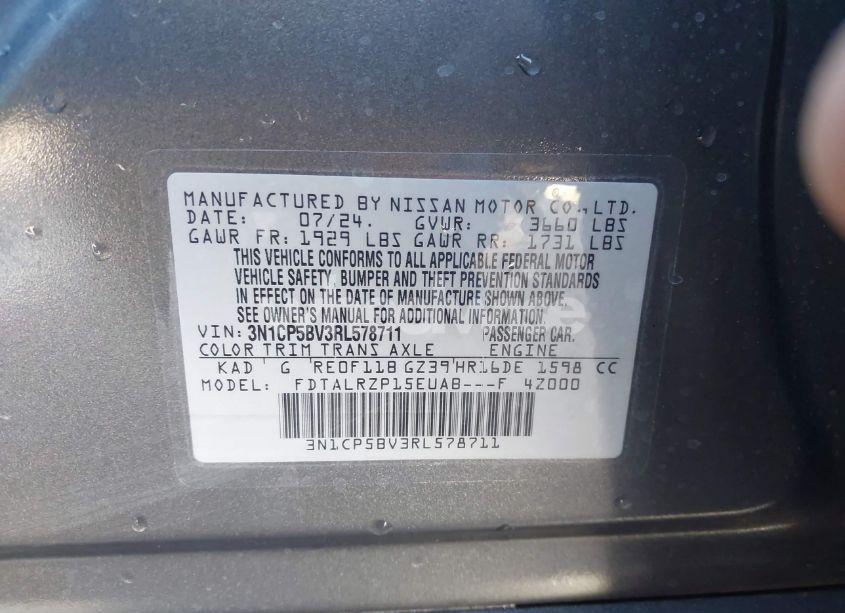 MANUFACTURED BY NISSAN MOTOR CO.,LTD.
DATE: 07/24. GVWR: 3660 LBS
GAWR FR: 1929 LBS GAWR RR: 1731 LBS
THIS VEHICLE CONFORMS TO ALL APPLICABLE FEDERAL MOTOR
VEHICLE SAFETY, BUMPER AND THEFT PREVENTION STANDARDS
IN EFFECT ON THE DATE OF MANUFACTURE SHOWN ABOVE.
SEE OWNER'S MANUAL FOR ADDITIONAL INFORMATION.
VIN: 3N1CP5BV3RL578711 PASSENGER CAR.
COLOR TRIM TRANS AXLE ENGINE
KAD G RE0F11B GZ39 HR16DE 1598 CC
MODEL: FDTALRZP15EUAB---F 4Z000
3N1CP5BV3RL578711